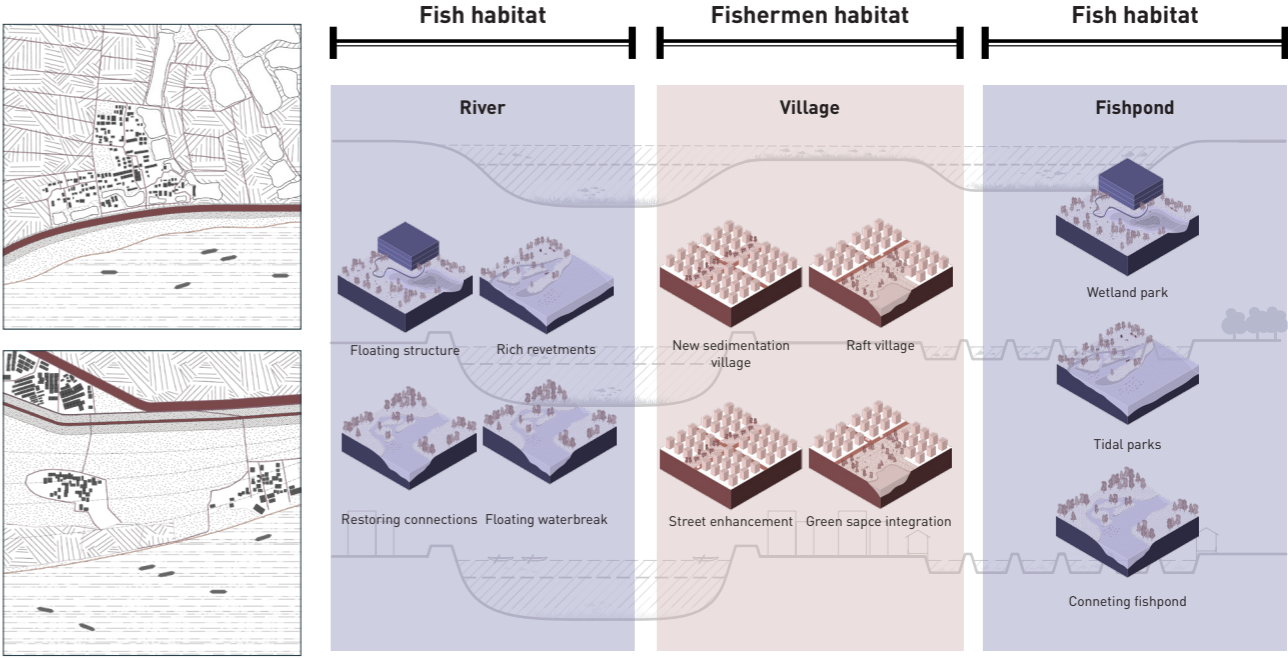 Fish habitat
Fishermen habitat
Fish habitat
River
Village
Fishpond
Wetland park
Floating structure
Rich revetments
New sedimentation
village
Raft village
Tidal parks
Restoring connections
Floating waterbreak
Street enhancement
Green sapce integration
Conneting fishpond